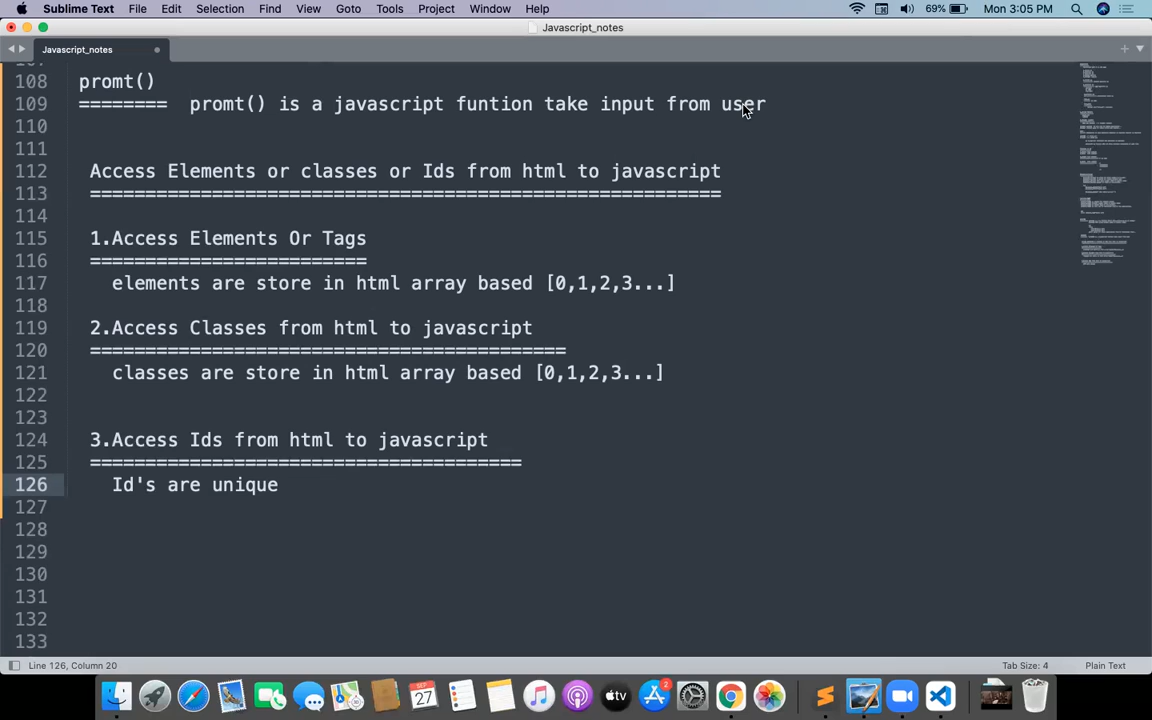 Sublime Text File Edit Selection Find View Goto Tools Project Window Help 69% Mon 3:05 PM
Javascript_notes
Javascript_notes
108 promt()
109 ======== promt() is a javascript funtion take input from user
110
111
112 Access Elements or classes or Ids from html to javascript
113 =========================================================
114
115 1.Access Elements Or Tags
116 =========================
117 elements are store in html array based [0,1,2,3...]
118
119 2.Access Classes from html to javascript
120 ===========================================
121 classes are store in html array based [0,1,2,3...]
122
123
124 3.Access Ids from html to javascript
125 =======================================
126 Id's are unique
127
128
129
130
131
132
133
Line 126, Column 20 Tab Size: 4 Plain Text
SEP 27 tv 2